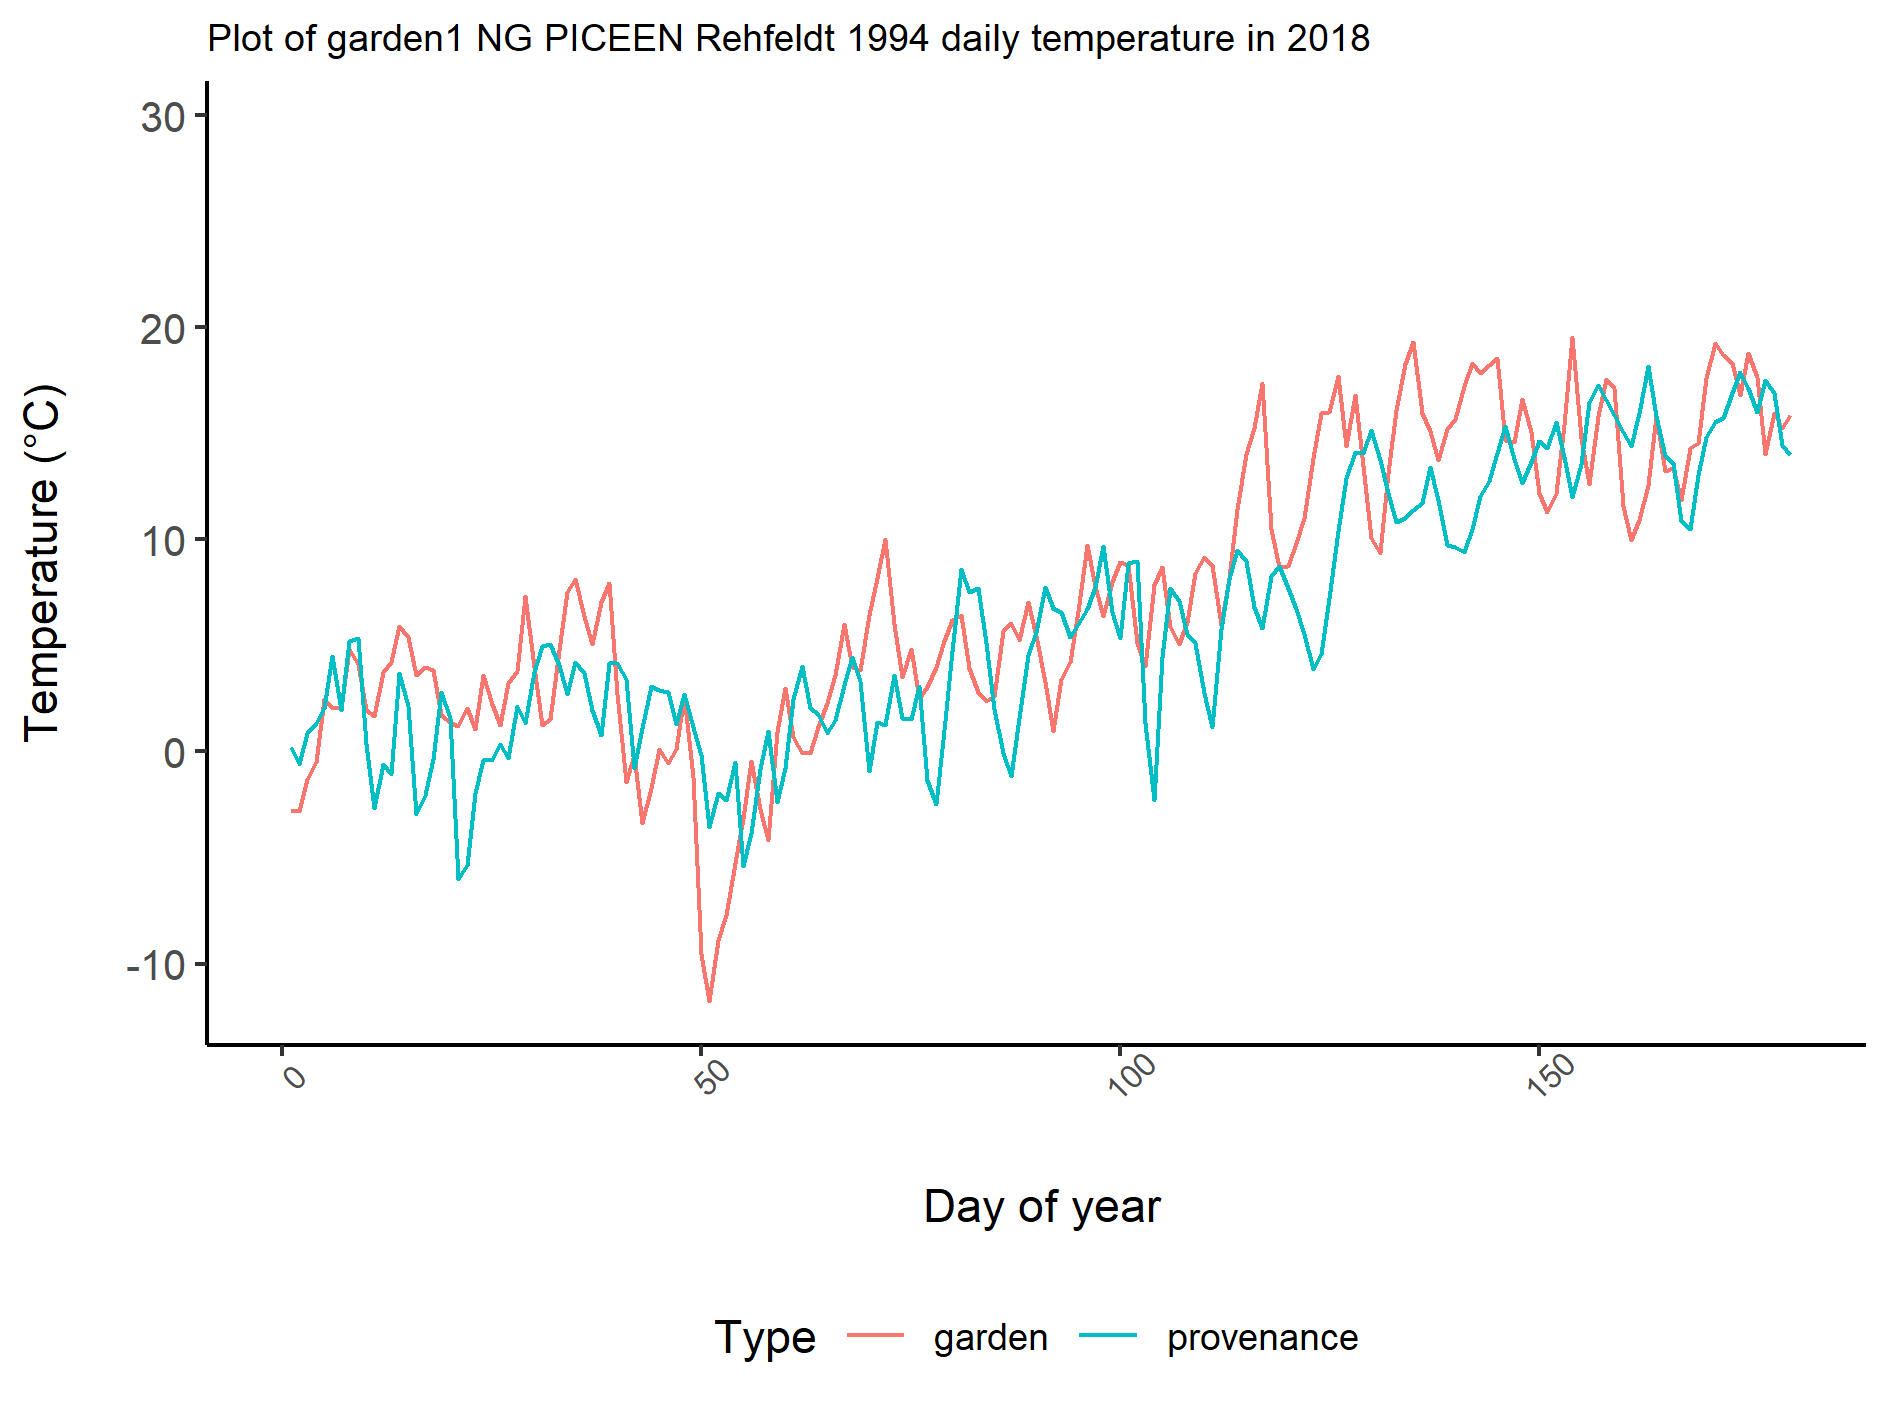 Plot of garden1 NG PICEEN Rehfeldt 1994 daily temperature in 2018
Temperature (°C)
30
20
10
0
-10
0
50
100
150
Day of year
Type garden provenance